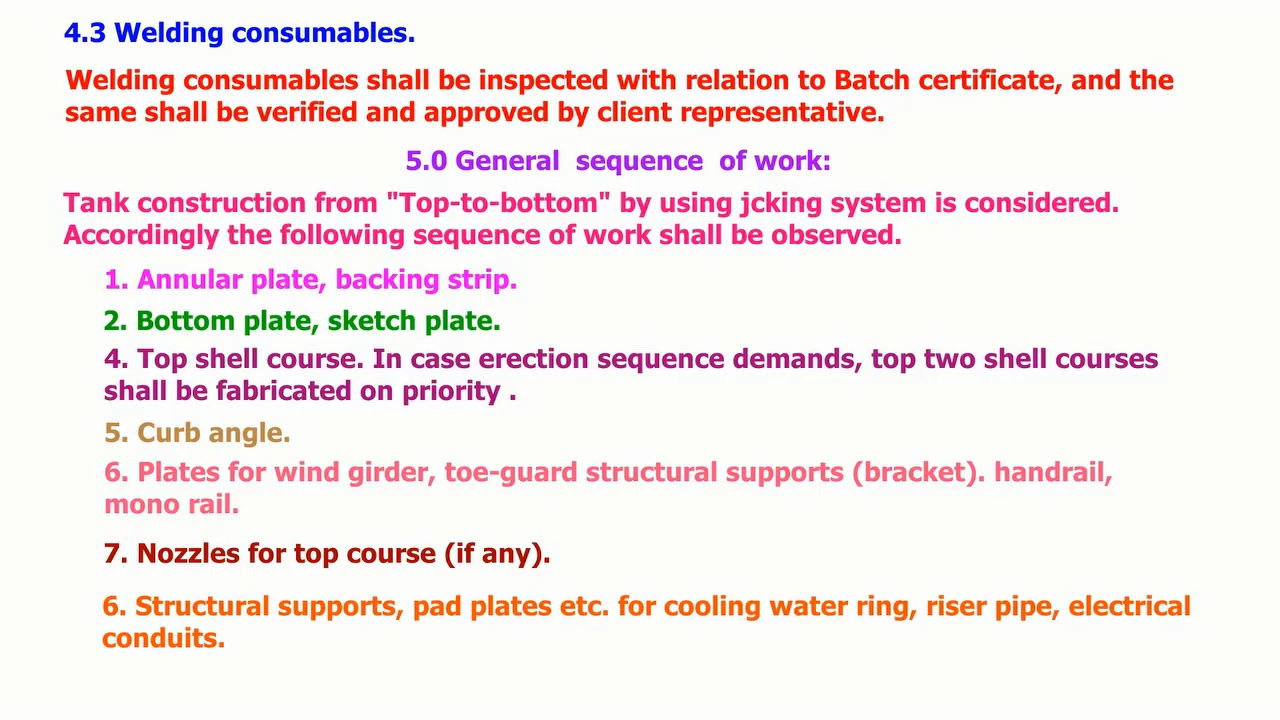 4.3 Welding consumables.
Welding consumables shall be inspected with relation to Batch certificate, and the
same shall be verified and approved by client representative.
5.0 General  sequence  of work:
Tank construction from "Top-to-bottom" by using jcking system is considered.
Accordingly the following sequence of work shall be observed.
1. Annular plate, backing strip.
2. Bottom plate, sketch plate.
4. Top shell course. In case erection sequence demands, top two shell courses
shall be fabricated on priority .
5. Curb angle.
6. Plates for wind girder, toe-guard structural supports (bracket). handrail,
mono rail.
7. Nozzles for top course (if any).
6. Structural supports, pad plates etc. for cooling water ring, riser pipe, electrical
conduits.